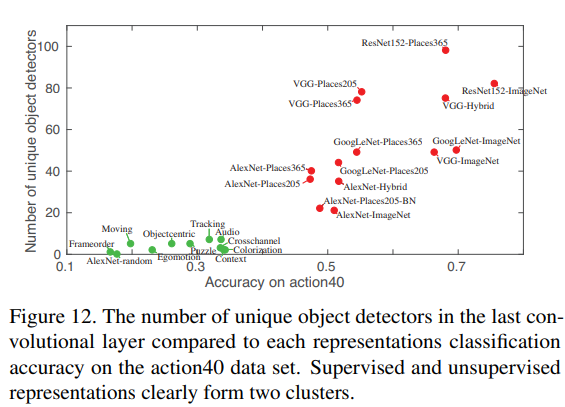 Number of unique object detectors
100
80
60
40
20
0
ResNet152-Places365
ResNet152-ImageNet
VGG-Places205
VGG-Places365
VGG-Hybrid
GoogLeNet-Places365
GoogLeNet-ImageNet
VGG-ImageNet
AlexNet-Places365
GoogLeNet-Places205
AlexNet-Places205
AlexNet-Hybrid
AlexNet-Places205-BN
AlexNet-ImageNet
Tracking
Moving
Objectcentric
Audio
Frameorder
Crosschannel
Puzzle
Colorization
AlexNet-random
Egomotion
Context
0.1
0.3
0.5
0.7
Accuracy on action40
Figure 12. The number of unique object detectors in the last con-
volutional layer compared to each representations classification
accuracy on the action40 data set. Supervised and unsupervised
representations clearly form two clusters.